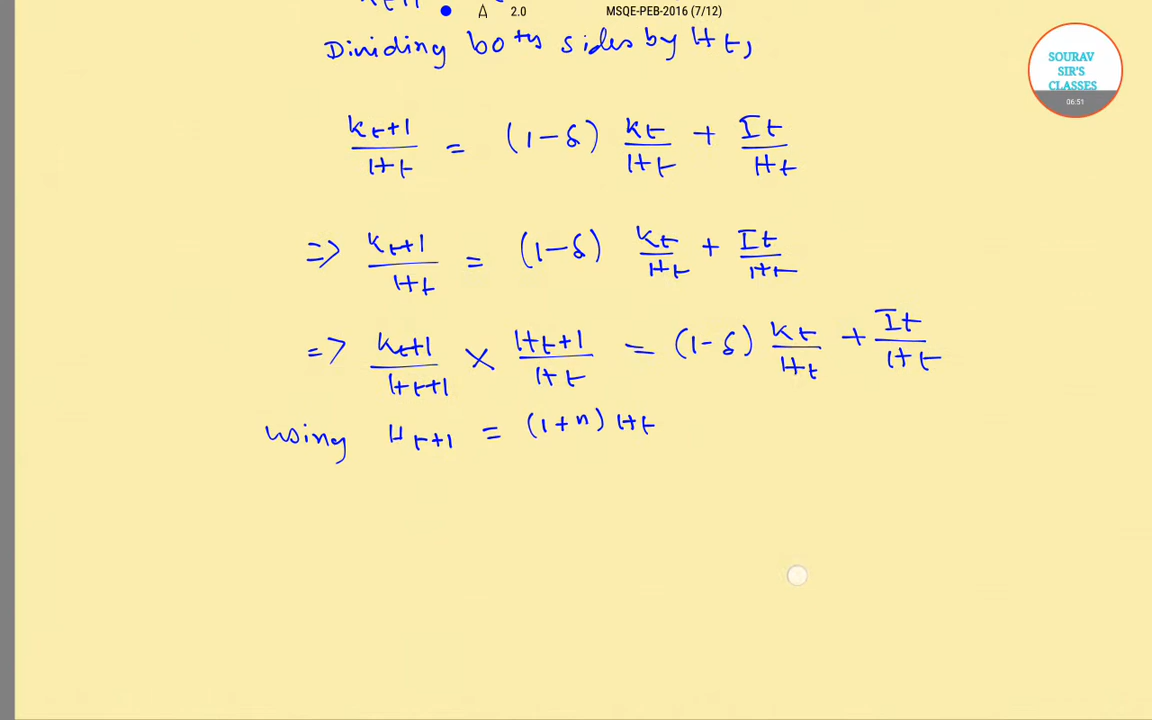 A 2.0 MSQE-PEB-2016 (7/12)
Dividing both sides by Ht,
SOURAV
SIR'S
CLASSES
06:51
Kt+1/Ht = (1-δ) Kt/Ht + It/Ht
=> Kt+1/Ht = (1-δ) Kt/Ht + It/Ht
=> Kt+1/Ht+1 × Ht+1/Ht = (1-δ) Kt/Ht + It/Ht
using Ht+1 = (1+n) Ht